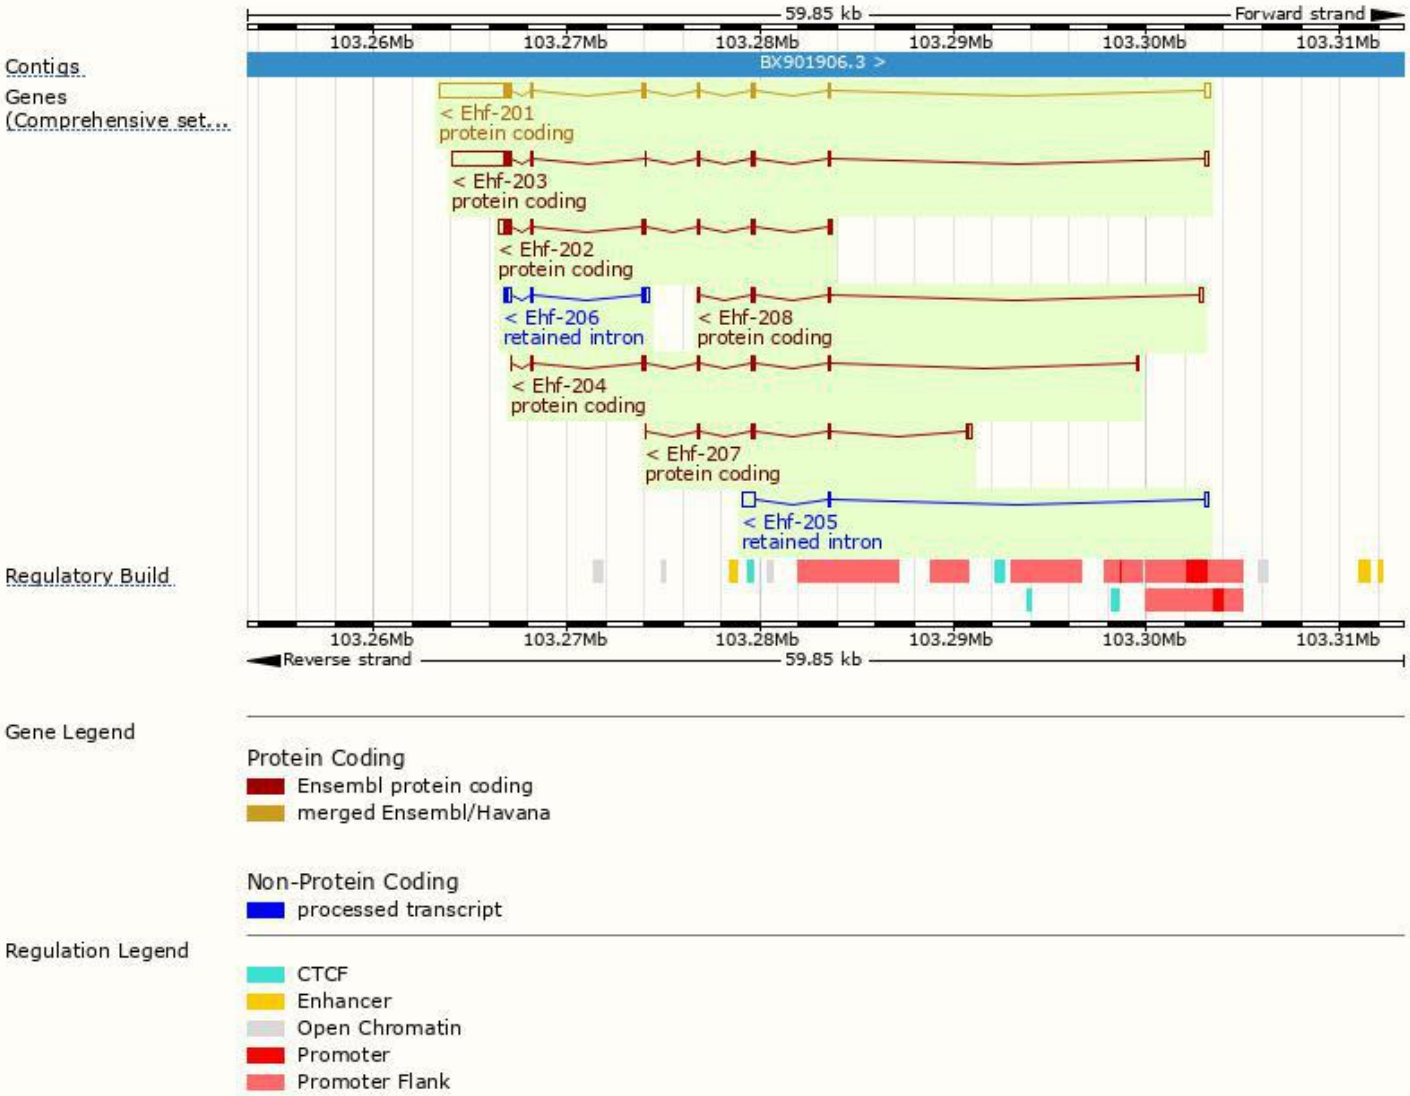 59.85 kb Forward strand
103.26Mb 103.27Mb 103.28Mb 103.29Mb 103.30Mb 103.31Mb
Contigs BX901906.3 >
Genes
(Comprehensive set...
< Ehf-201
protein coding
< Ehf-203
protein coding
< Ehf-202
protein coding
< Ehf-206 < Ehf-208
retained intron protein coding
< Ehf-204
protein coding
< Ehf-207
protein coding
< Ehf-205
retained intron
Regulatory Build
103.26Mb 103.27Mb 103.28Mb 103.29Mb 103.30Mb 103.31Mb
Reverse strand 59.85 kb
Gene Legend
Protein Coding
Ensembl protein coding
merged Ensembl/Havana
Non-Protein Coding
processed transcript
Regulation Legend
CTCF
Enhancer
Open Chromatin
Promoter
Promoter Flank